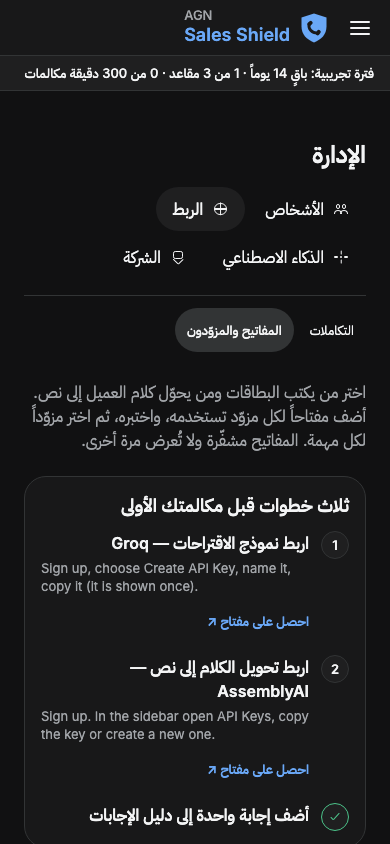 AGN
Sales Shield
فترة تجريبية: باقٍ 14 يوماً · 1 من 3 مقاعد · 0 من 300 دقيقة مكالمات
الإدارة
الأشخاص
الربط
الذكاء الاصطناعي
الشركة
التكاملات
المفاتيح والمزوّدون
اختر من يكتب البطاقات ومن يحوّل كلام العميل إلى نص.
أضف مفتاحاً لكل مزوّد تستخدمه، واختبره، ثم اختر مزوّداً
لكل مهمة. المفاتيح مشفّرة ولا تُعرض مرة أخرى.
ثلاث خطوات قبل مكالمتك الأولى
1
اربط نموذج الاقتراحات — Groq
Sign up, choose Create API Key, name it,
copy it (it is shown once).
احصل على مفتاح ↗
2
اربط تحويل الكلام إلى نص —
AssemblyAI
Sign up. In the sidebar open API Keys, copy
the key or create a new one.
احصل على مفتاح ↗
أضف إجابة واحدة إلى دليل الإجابات